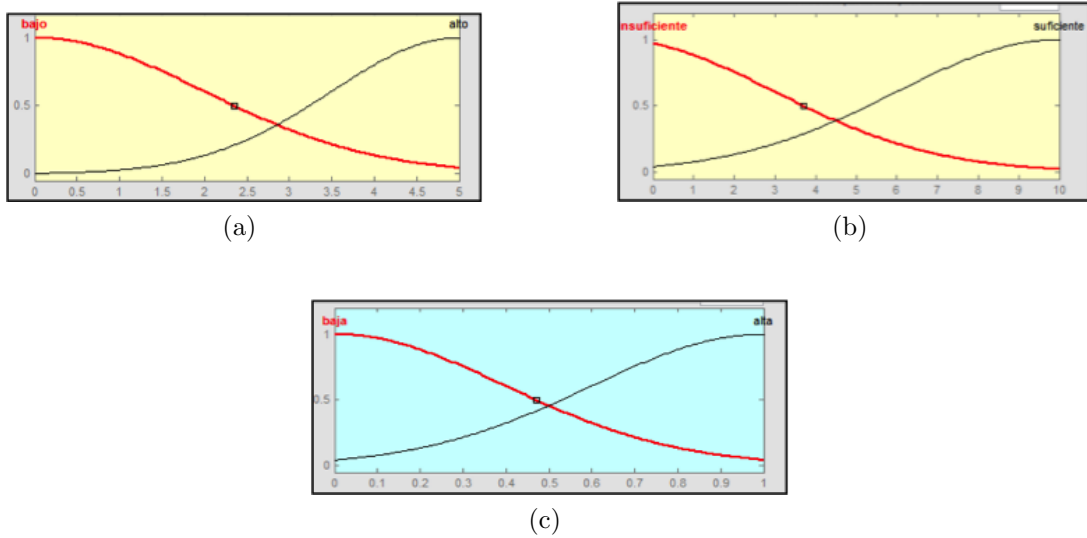 bajo alto
1
0.5
0
0 0.5 1 1.5 2 2.5 3 3.5 4 4.5 5
(a)
nsuficiente suficiente
1
0.5
0
0 1 2 3 4 5 6 7 8 9 10
(b)
baja alta
1
0.5
0
0 0.1 0.2 0.3 0.4 0.5 0.6 0.7 0.8 0.9 1
(c)